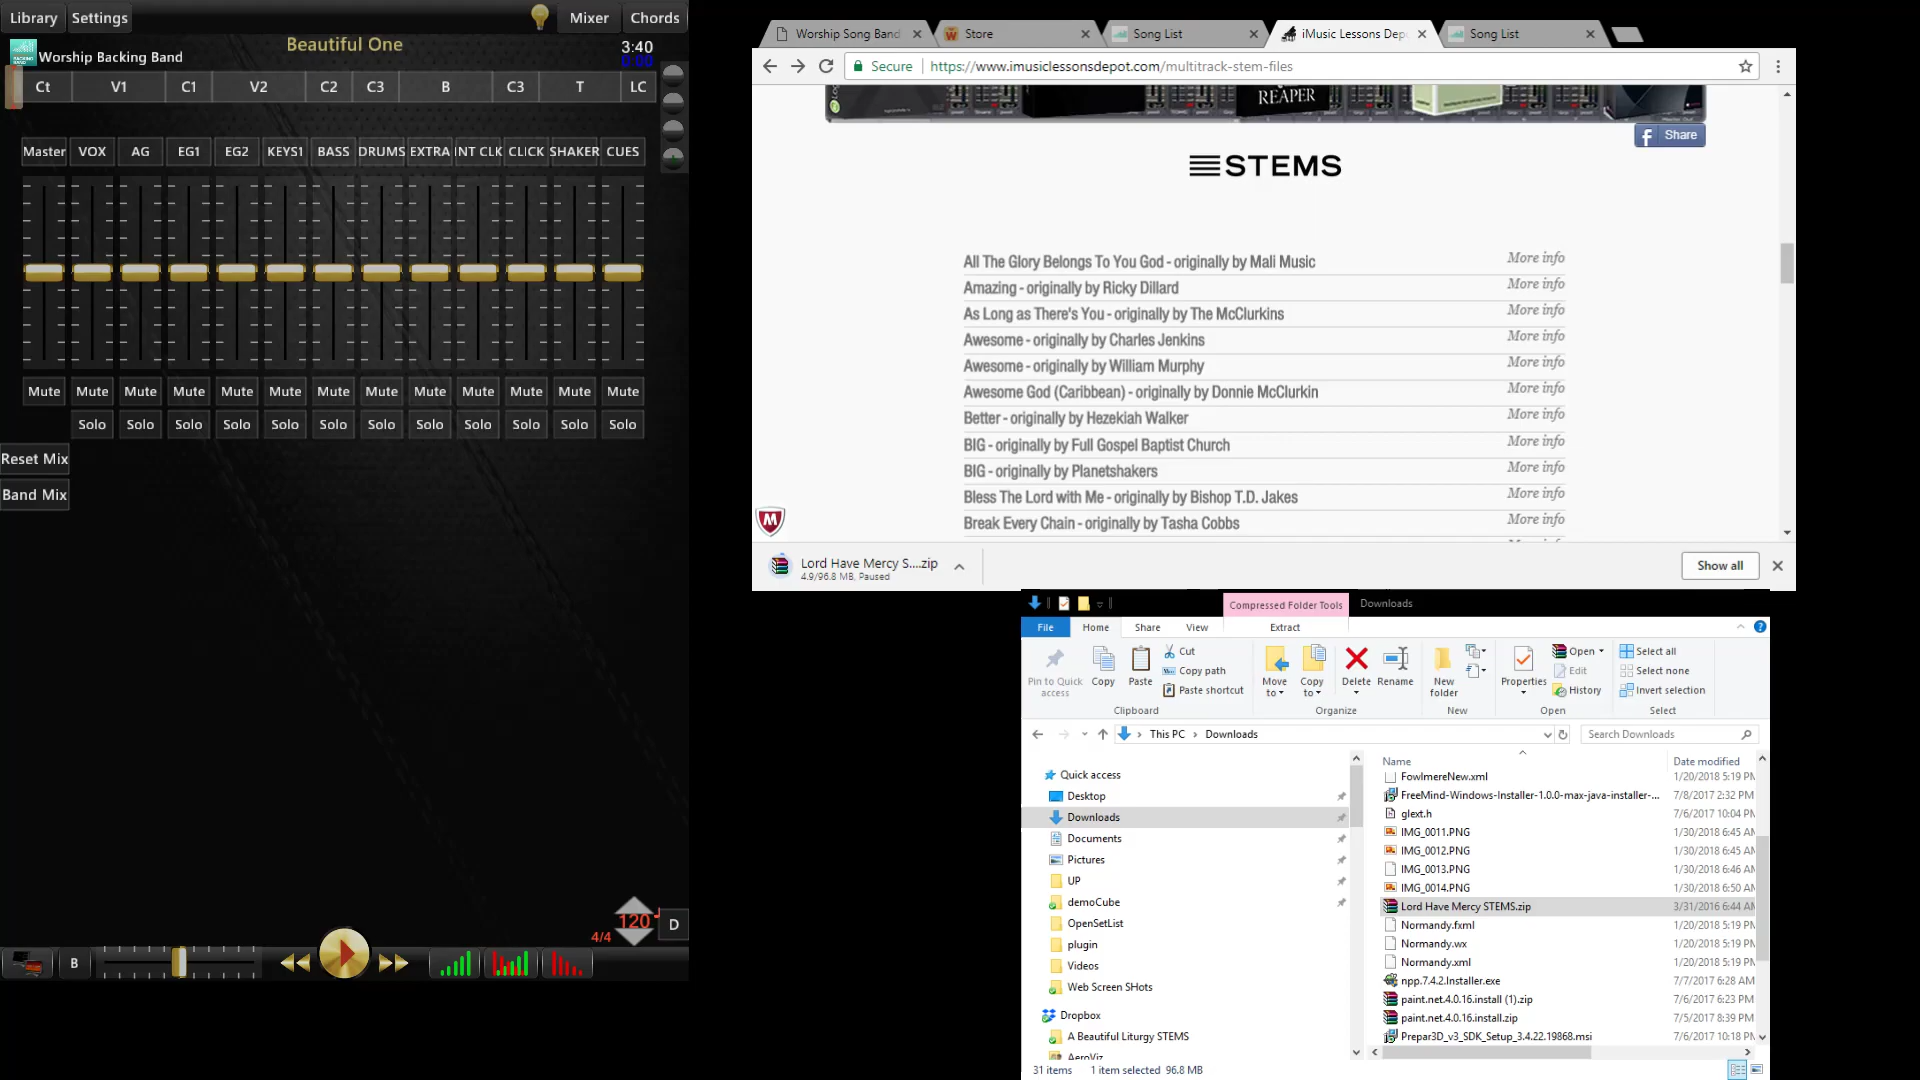 Library Settings Mixer Chords
Beautiful One
Worship Backing Band
3:40
0:00
Ct V1 C1 V2 C2 C3 B C3 T LC
Master VOX AG EG1 EG2 KEYS1 BASS DRUMS EXTRA INT CLK CLICK SHAKER CUES
Mute Mute Mute Mute Mute Mute Mute Mute Mute Mute Mute Mute Mute
Solo Solo Solo Solo Solo Solo Solo Solo Solo Solo Solo Solo
Reset Mix
Band Mix
120
4/4
D
B
Worship Song Band Store Song List iMusic Lessons Dep Song List
Secure https://www.imusiclessonsdepot.com/multitrack-stem-files
REAPER
Share
STEMS
All The Glory Belongs To You God - originally by Mali Music More info
Amazing - originally by Ricky Dillard More info
As Long as There's You - originally by The McClurkins More info
Awesome - originally by Charles Jenkins More info
Awesome - originally by William Murphy More info
Awesome God (Caribbean) - originally by Donnie McClurkin More info
Better - originally by Hezekiah Walker More info
BIG - originally by Full Gospel Baptist Church More info
BIG - originally by Planetshakers More info
Bless The Lord with Me - originally by Bishop T.D. Jakes More info
Break Every Chain - originally by Tasha Cobbs More info
Lord Have Mercy S....zip
4.9/96.8 MB, Paused
Show all
Compressed Folder Tools Downloads
File Home Share View Extract
Pin to Quick access
Copy
Paste
Cut
Copy path
Paste shortcut
Move to
Copy to
Delete
Rename
New folder
Properties
Open
Edit
History
Select all
Select none
Invert selection
Clipboard Organize New Open Select
This PC Downloads
Search Downloads
Quick access
Desktop
Downloads
Documents
Pictures
UP
demoCube
OpenSetList
plugin
Videos
Web Screen SHots
Dropbox
A Beautiful Liturgy STEMS
AeroViz
Name Date modified
FowlmereNew.xml 1/20/2018 5:19 PM
FreeMind-Windows-Installer-1.0.0-max-java-installer-... 7/8/2017 2:32 PM
glext.h 7/6/2017 10:04 PM
IMG_0011.PNG 1/30/2018 6:45 AM
IMG_0012.PNG 1/30/2018 6:45 AM
IMG_0013.PNG 1/30/2018 6:46 AM
IMG_0014.PNG 1/30/2018 6:50 AM
Lord Have Mercy STEMS.zip 3/31/2016 6:44 AM
Normandy.fxml 1/20/2018 5:19 PM
Normandy.wx 1/20/2018 5:19 PM
Normandy.xml 1/20/2018 5:19 PM
npp.7.4.2.Installer.exe 7/7/2017 6:28 AM
paint.net.4.0.16.install (1).zip 7/6/2017 6:23 PM
paint.net.4.0.16.install.zip 7/5/2017 8:39 PM
Prepar3D_v3_SDK_Setup_3.4.22.19868.msi 7/6/2017 10:18 PM
31 items 1 item selected 96.8 MB